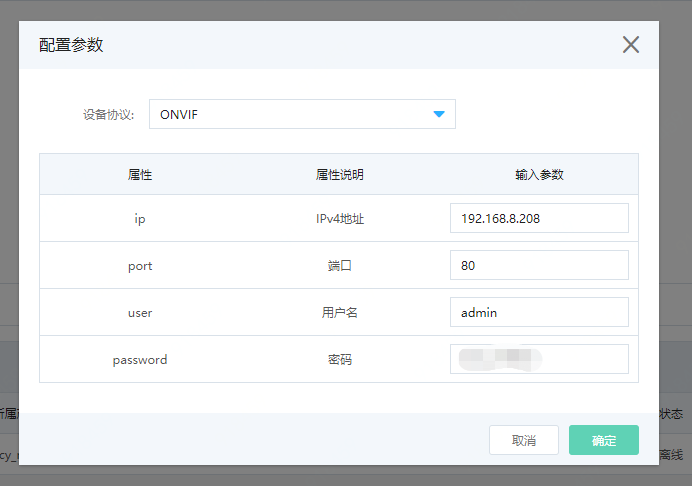 配置参数
设备协议: ONVIF
属性 属性说明 输入参数
ip IPv4地址 192.168.8.208
port 端口 80
user 用户名 admin
password 密码
状态
取消 确定
离线